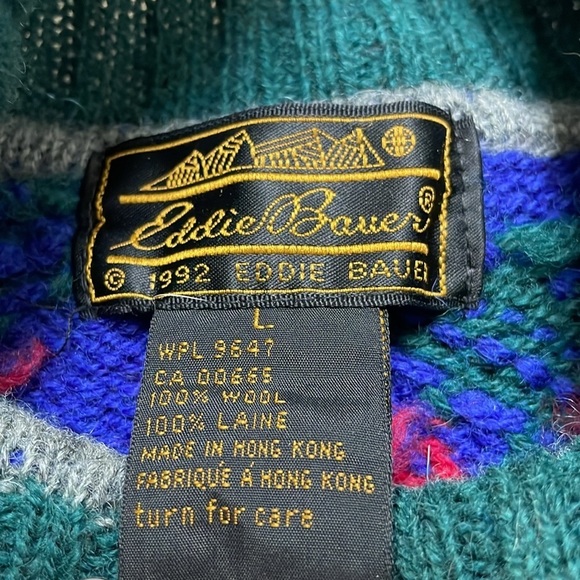 Eddie Bauer®
© 1992 EDDIE BAUE
L
WPL 9647
CA 00665
100% WOOL
100% LAINE
MADE IN HONG KONG
FABRIQUÉ À HONG KONG
turn for care